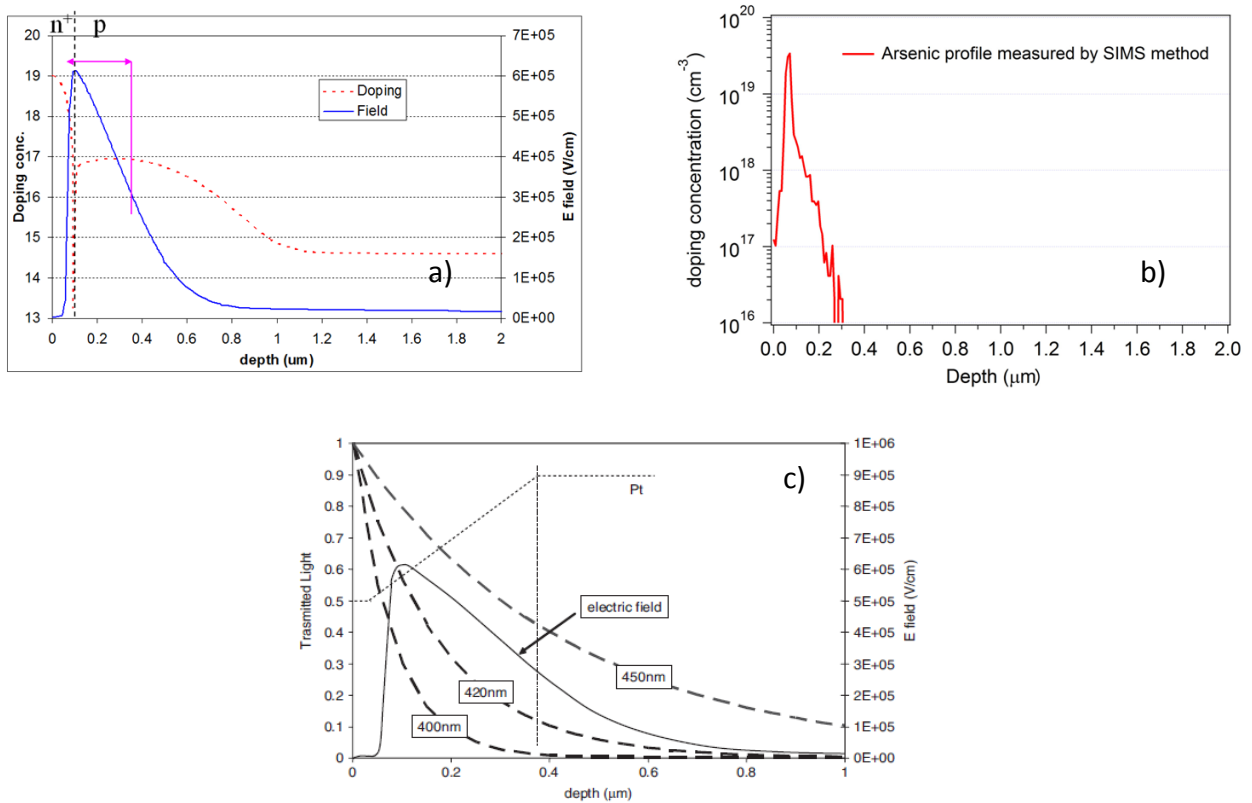 n+ p
20
19
18
17
16
15
14
13
Doping conc.
0
0.2
0.4
0.6
0.8
1
1.2
1.4
1.6
1.8
2
depth (um)
7E+05
6E+05
5E+05
4E+05
3E+05
2E+05
1E+05
0E+00
E field (V/cm)
Doping
Field
a)
10^20
10^19
10^18
10^17
10^16
doping concentration (cm^-3)
0.0
0.2
0.4
0.6
0.8
1.0
1.2
1.4
1.6
1.8
2.0
Depth (μm)
Arsenic profile measured by SIMS method
b)
1
0.9
0.8
0.7
0.6
0.5
0.4
0.3
0.2
0.1
0
Trasmitted Light
0
0.2
0.4
0.6
0.8
1
depth (μm)
1E+06
9E+05
8E+05
7E+05
6E+05
5E+05
4E+05
3E+05
2E+05
1E+05
0E+00
E field (V/cm)
c)
Pt
electric field
450nm
420nm
400nm